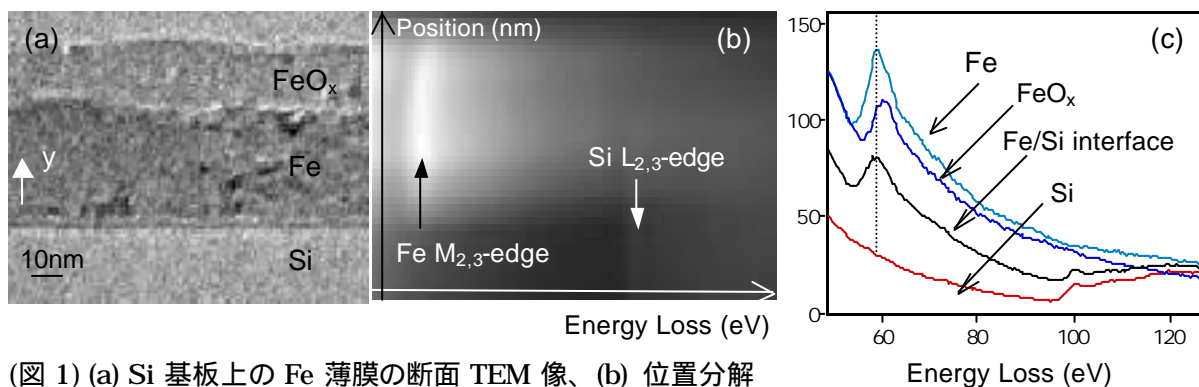 (a)
FeOₓ
Fe
y
10nm
Si
Position (nm)
(b)
Si L₂,₃-edge
Fe M₂,₃-edge
Energy Loss (eV)
(c)
150
100
50
0
Fe
FeOₓ
Fe/Si interface
Si
60
80
100
120
Energy Loss (eV)
(図 1) (a) Si 基板上の Fe 薄膜の断面 TEM 像、(b) 位置分解